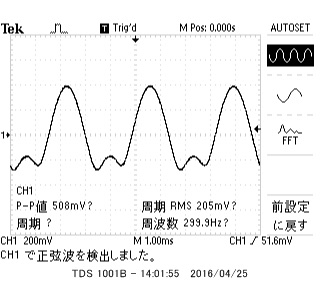 Tek T Trig'd M Pos: 0.000s AUTOSET
1
FFT
CH1
P-P値 508mV? 周期 RMS 205mV?
周期 ? 周波数 299.9Hz?
前設定
に戻す
CH1 200mV M 1.00ms CH1 51.6mV
CH1 で正弦波を検出しました。
TDS 1001B - 14:01:55 2016/04/25